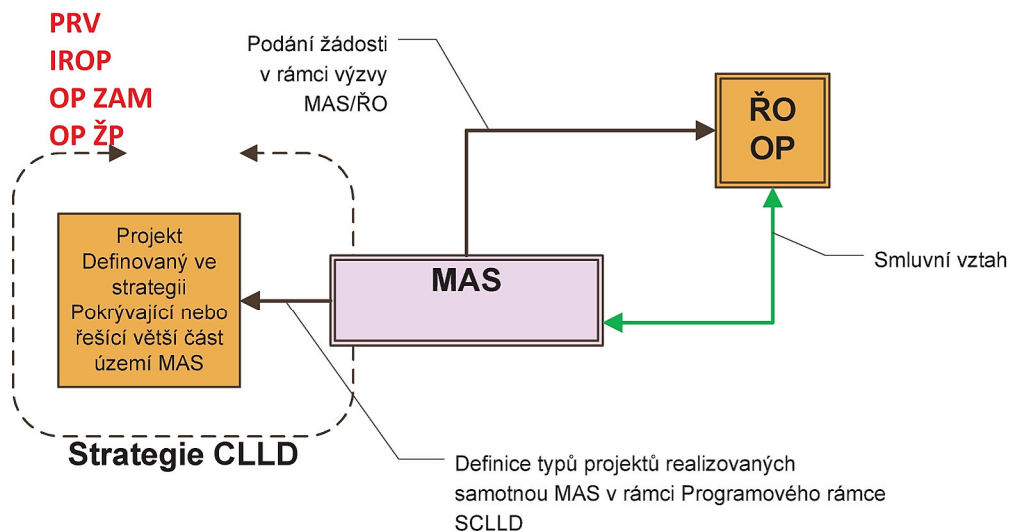 PRV
IROP
OP ZAM
OP ŽP
Podání žádosti
v rámci výzvy
MAS/ŘO
ŘO
OP
Projekt
Definovaný ve
strategii
Pokrývající nebo
řešící větší část
území MAS
MAS
Smluvní vztah
Strategie CLLD
Definice typů projektů realizovaných
samotnou MAS v rámci Programového rámce
SCLLD